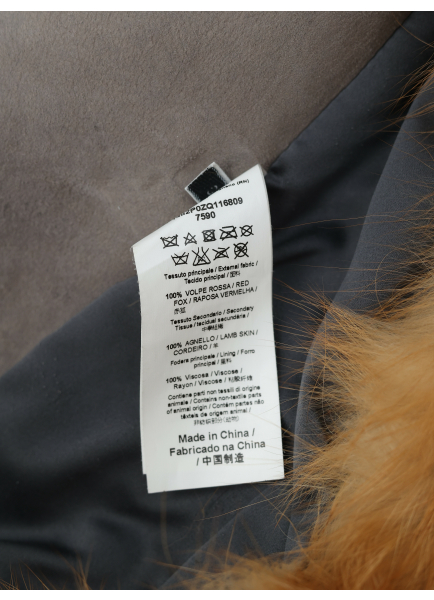 7590
Tessuto principale / External fabric /
Tecido principal / 面料
100% VOLPE ROSSA / RED
FOX / RAPOSA VERMELHA /
赤狐
Tessuto Secondario / Secondary
Tissue / tecidual secundária /
100% AGNELLO / LAMB SKIN /
CORDEIRO / 羊
Fodera principale / Lining / Forro
principal / 里料
100% Viscosa / Viscose /
Rayon / Viscose / 粘胶纤维
Contiene parti non tessili di origine
animale / Contains non-textile parts
of animal origin / Contém partes não
têxteis de origem animal /
Made in China /
Fabricado na China
/ 中国制造